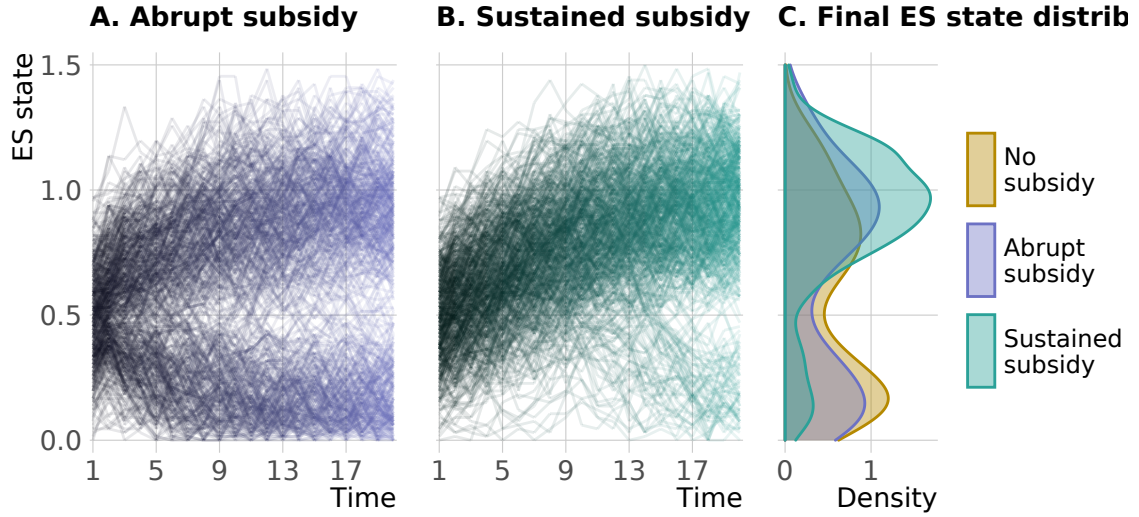 A. Abrupt subsidy
B. Sustained subsidy
C. Final ES state distrib
ES state
1.5
1.0
0.5
0.0
1 5 9 13 17
Time
1 5 9 13 17
Time
0 1
Density
No
subsidy
Abrupt
subsidy
Sustained
subsidy